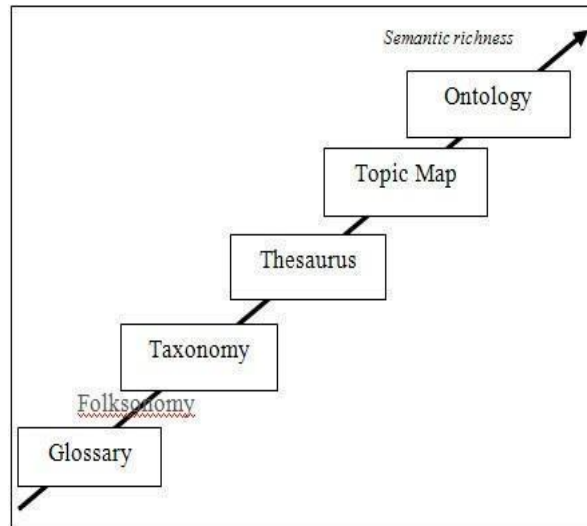 Semantic richness
Ontology
Topic Map
Thesaurus
Taxonomy
Folksonomy
Glossary